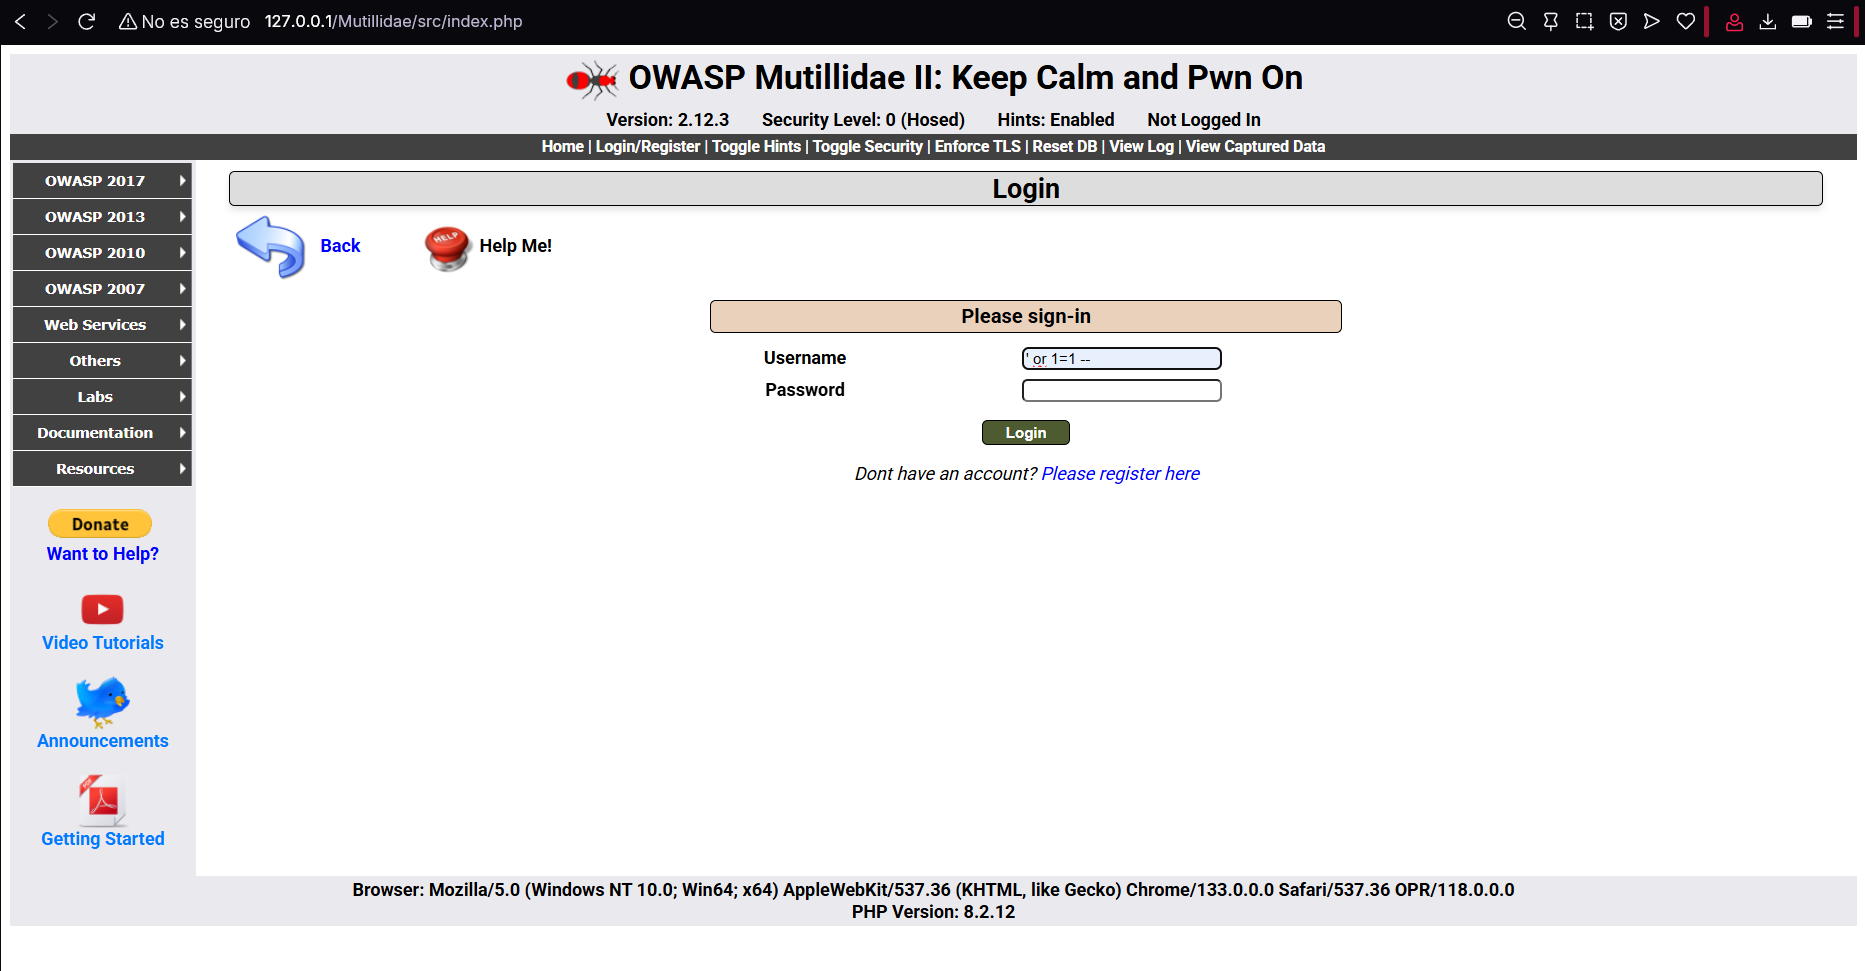 No es seguro 127.0.0.1/Mutillidae/src/index.php
OWASP Mutillidae II: Keep Calm and Pwn On
Version: 2.12.3 Security Level: 0 (Hosed) Hints: Enabled Not Logged In
Home | Login/Register | Toggle Hints | Toggle Security | Enforce TLS | Reset DB | View Log | View Captured Data
OWASP 2017
OWASP 2013
OWASP 2010
OWASP 2007
Web Services
Others
Labs
Documentation
Resources
Donate
Want to Help?
Video Tutorials
Announcements
Getting Started
Login
Back
HELP
Help Me!
Please sign-in
Username ' or 1=1 --
Password
Login
Dont have an account? Please register here
Browser: Mozilla/5.0 (Windows NT 10.0; Win64; x64) AppleWebKit/537.36 (KHTML, like Gecko) Chrome/133.0.0.0 Safari/537.36 OPR/118.0.0.0
PHP Version: 8.2.12